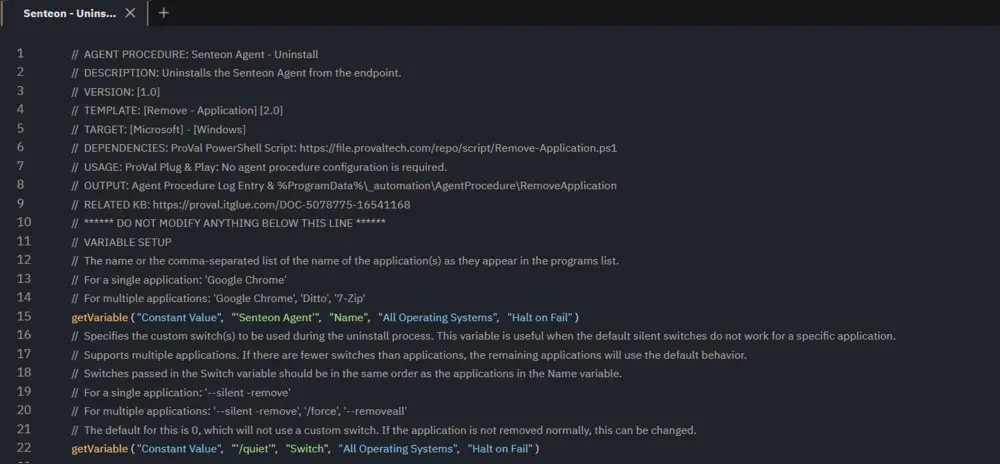 Senteon - Unins...
1 // AGENT PROCEDURE: Senteon Agent - Uninstall
2 // DESCRIPTION: Uninstalls the Senteon Agent from the endpoint.
3 // VERSION: [1.0]
4 // TEMPLATE: [Remove - Application] [2.0]
5 // TARGET: [Microsoft] - [Windows]
6 // DEPENDENCIES: ProVal PowerShell Script: https://file.provaltech.com/repo/script/Remove-Application.ps1
7 // USAGE: ProVal Plug & Play: No agent procedure configuration is required.
8 // OUTPUT: Agent Procedure Log Entry & %ProgramData%\_automation\AgentProcedure\RemoveApplication
9 // RELATED KB: https://proval.itglue.com/DOC-5078775-16541168
10 // ****** DO NOT MODIFY ANYTHING BELOW THIS LINE ******
11 // VARIABLE SETUP
12 // The name or the comma-separated list of the name of the application(s) as they appear in the programs list.
13 // For a single application: 'Google Chrome'
14 // For multiple applications: 'Google Chrome', 'Ditto', '7-Zip'
15 getVariable ("Constant Value", "'Senteon Agent'", "Name", "All Operating Systems", "Halt on Fail")
16 // Specifies the custom switch(s) to be used during the uninstall process. This variable is useful when the default silent switches do not work for a specific application.
17 // Supports multiple applications. If there are fewer switches than applications, the remaining applications will use the default behavior.
18 // Switches passed in the Switch variable should be in the same order as the applications in the Name variable.
19 // For a single application: '--silent -remove'
20 // For multiple applications: '--silent -remove', '/force', '--removeall'
21 // The default for this is 0, which will not use a custom switch. If the application is not removed normally, this can be changed.
22 getVariable ("Constant Value", "'/quiet'", "Switch", "All Operating Systems", "Halt on Fail")